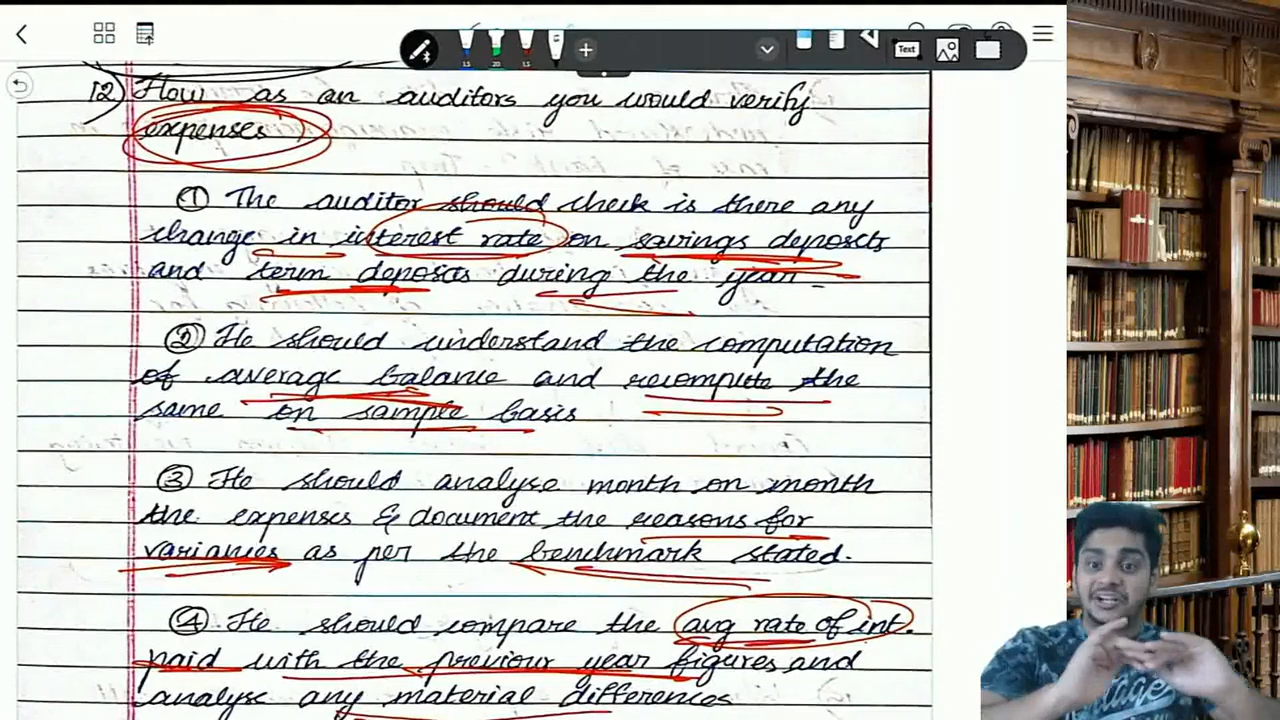 Text
12) How as an auditors you would verify
expenses
① The auditor should check is there any
change in interest rate on savings deposits
and term deposits during the year.
② He should understand the computation
of average balance and recompute the
same on sample basis
③ He should analyse month on month
the expenses & document the reasons for
variances as per the benchmark stated.
④ He should compare the avg rate of int.
paid with the previour year figures and
analyse any material differences